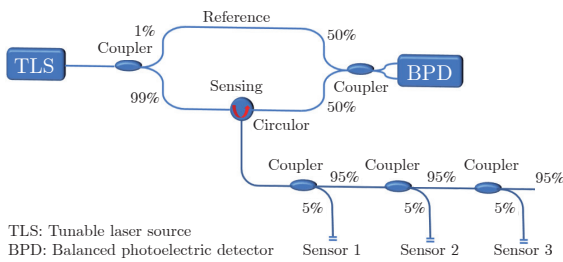 Reference
1%
50%
Coupler
TLS
BPD
Coupler
99%
Sensing
50%
Circulor
Coupler
95%
Coupler
95%
Coupler
95%
5%
5%
5%
TLS: Tunable laser source
BPD: Balanced photoelectric detector
Sensor 1
Sensor 2
Sensor 3